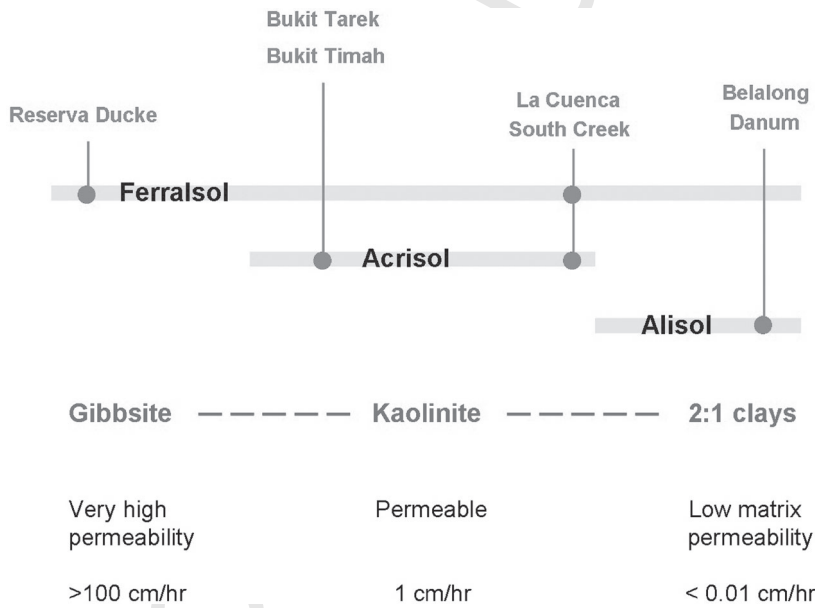 Bukit Tarek
Bukit Timah
Reserva Ducke
La Cuenca
South Creek
Belalong
Danum
Ferralsol
Acrisol
Alisol
Gibbsite
Kaolinite
2:1 clays
Very high
permeability
Permeable
Low matrix
permeability
>100 cm/hr
1 cm/hr
< 0.01 cm/hr